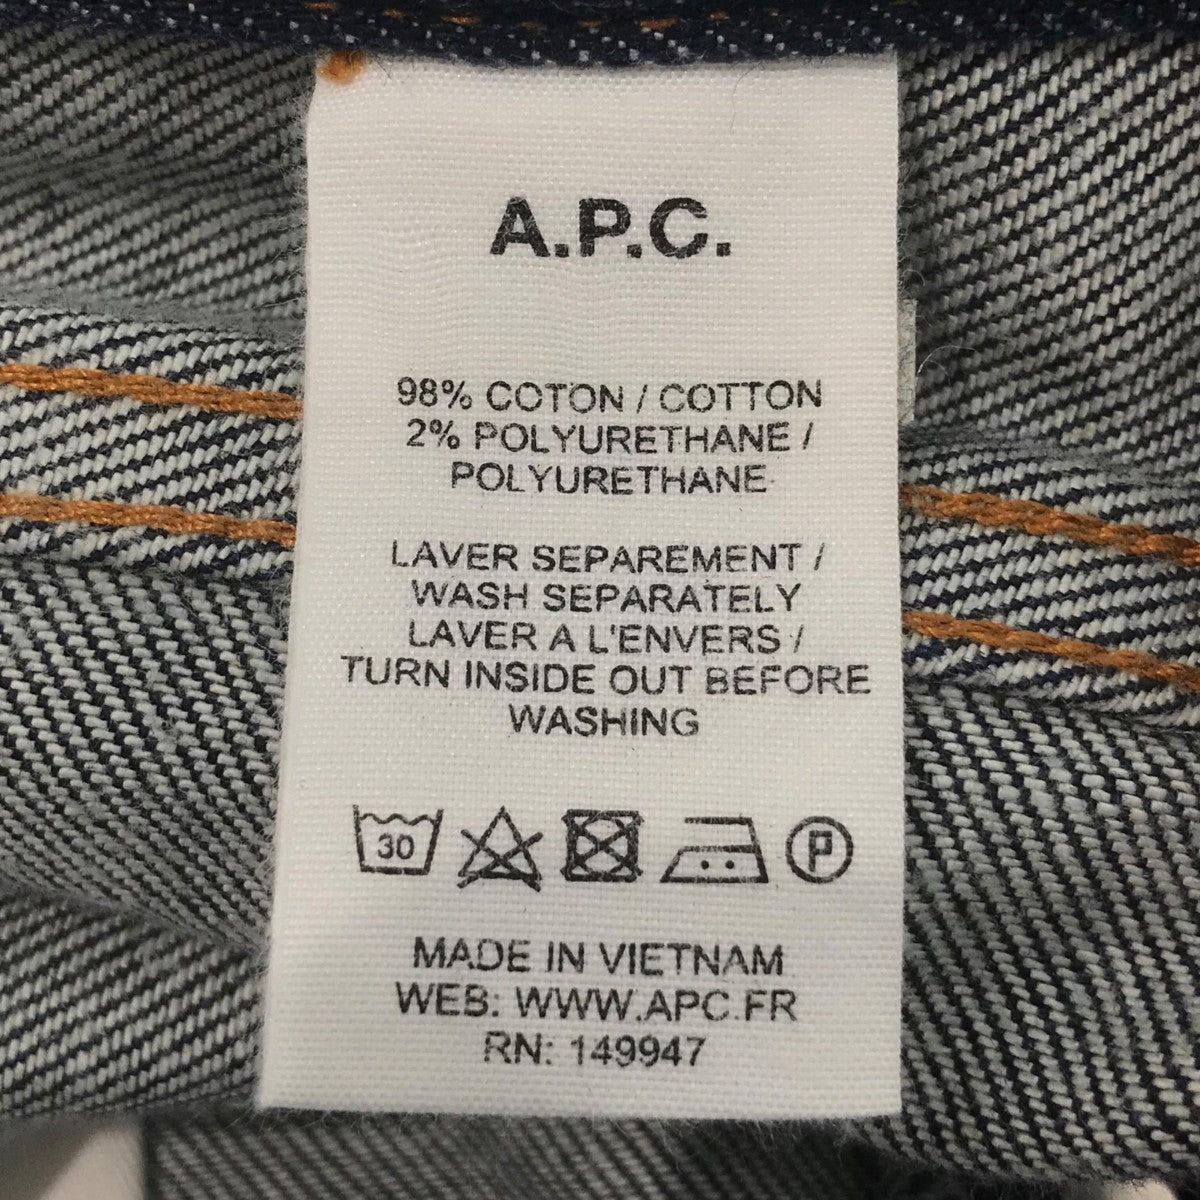 A.P.C.
98% COTON / COTTON
2% POLYURETHANE /
POLYURETHANE
LAVER SEPAREMENT /
WASH SEPARATELY
LAVER A L'ENVERS /
TURN INSIDE OUT BEFORE
WASHING
30 P
MADE IN VIETNAM
WEB: WWW.APC.FR
RN: 149947